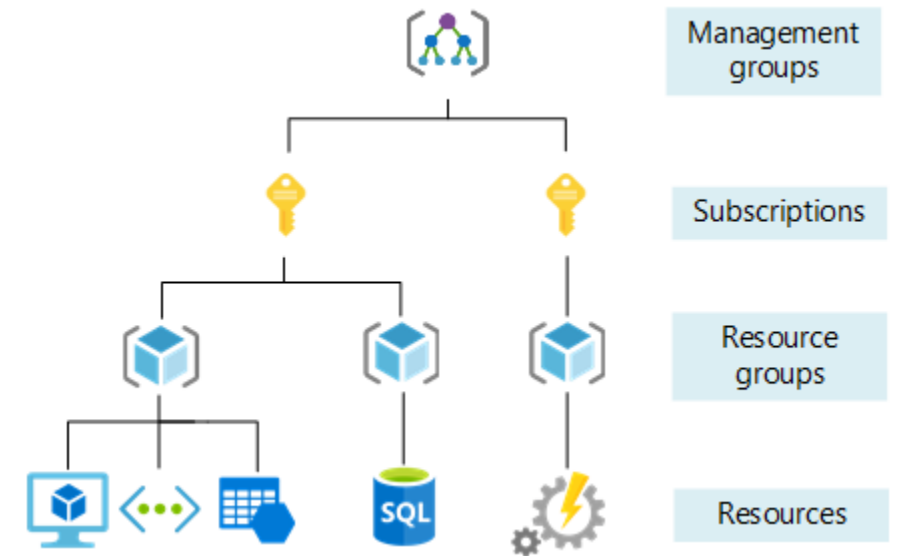 Management
groups
Subscriptions
Resource
groups
SQL
Resources